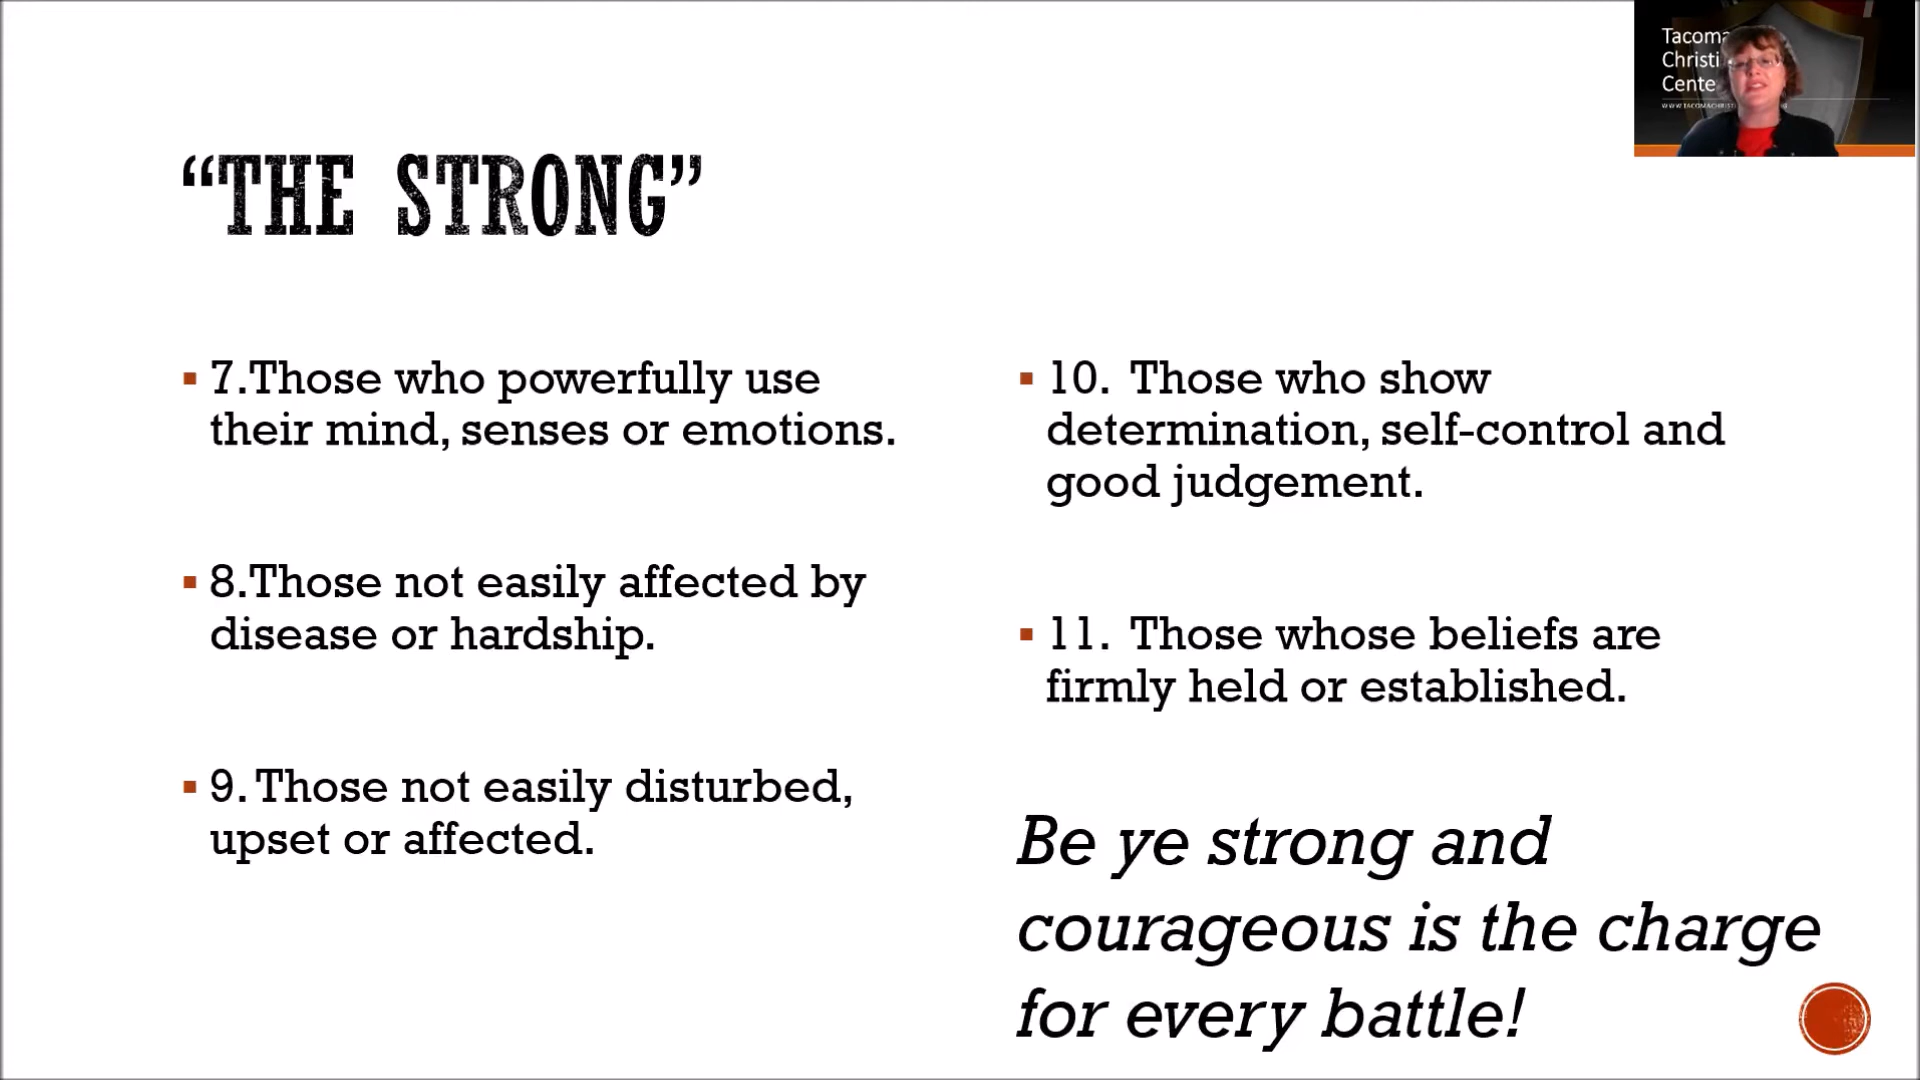 “THE STRONG”
7.Those who powerfully use
their mind, senses or emotions.
8.Those not easily affected by
disease or hardship.
9. Those not easily disturbed,
upset or affected.
10. Those who show
determination, self-control and
good judgement.
11. Those whose beliefs are
firmly held or established.
Be ye strong and
courageous is the charge
for every battle!
Tacoma
Christi
Cente